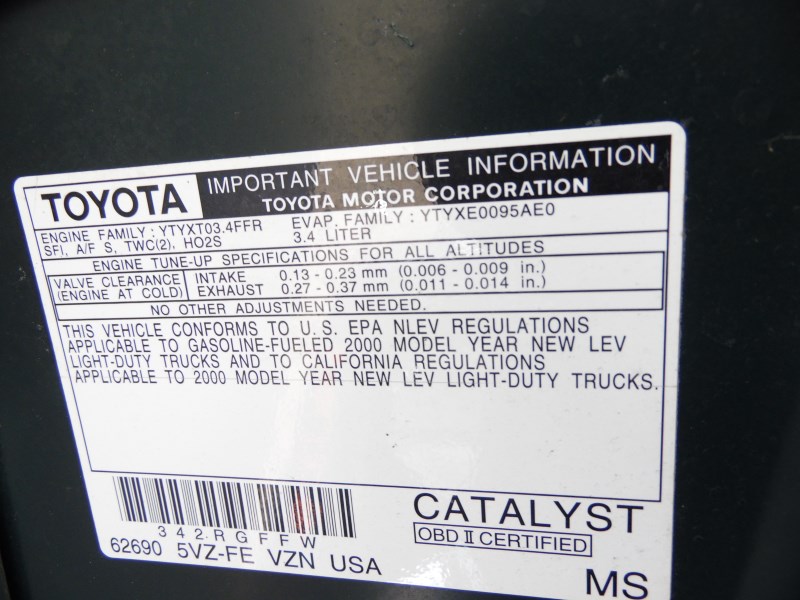 TOYOTA IMPORTANT VEHICLE INFORMATION
TOYOTA MOTOR CORPORATION
ENGINE FAMILY : YTYXT03.4FFR EVAP. FAMILY : YTYXE0095AE0
SFI, A/F S, TWC(2), HO2S 3.4 LITER
ENGINE TUNE-UP SPECIFICATIONS FOR ALL ALTITUDES
VALVE CLEARANCE INTAKE 0.13 - 0.23 mm (0.006 - 0.009 in.)
(ENGINE AT COLD) EXHAUST 0.27 - 0.37 mm (0.011 - 0.014 in.)
NO OTHER ADJUSTMENTS NEEDED.
THIS VEHICLE CONFORMS TO U.S. EPA NLEV REGULATIONS
APPLICABLE TO GASOLINE-FUELED 2000 MODEL YEAR NEW LEV
LIGHT-DUTY TRUCKS AND TO CALIFORNIA REGULATIONS
APPLICABLE TO 2000 MODEL YEAR NEW LEV LIGHT-DUTY TRUCKS.
342RGFFW
62690 5VZ-FE VZN USA
CATALYST
OBD II CERTIFIED
MS